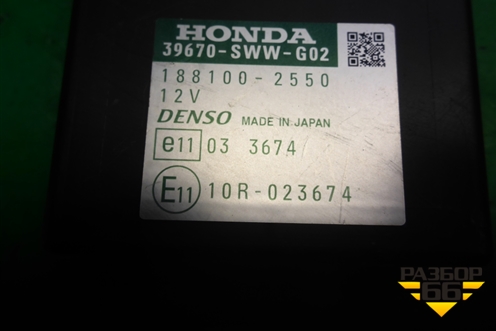 HONDA
39670-SWW-G02
188100-2550
12V
DENSO MADE IN JAPAN
e11 03 3674
E11 10R-023674
РАЗБОР
66